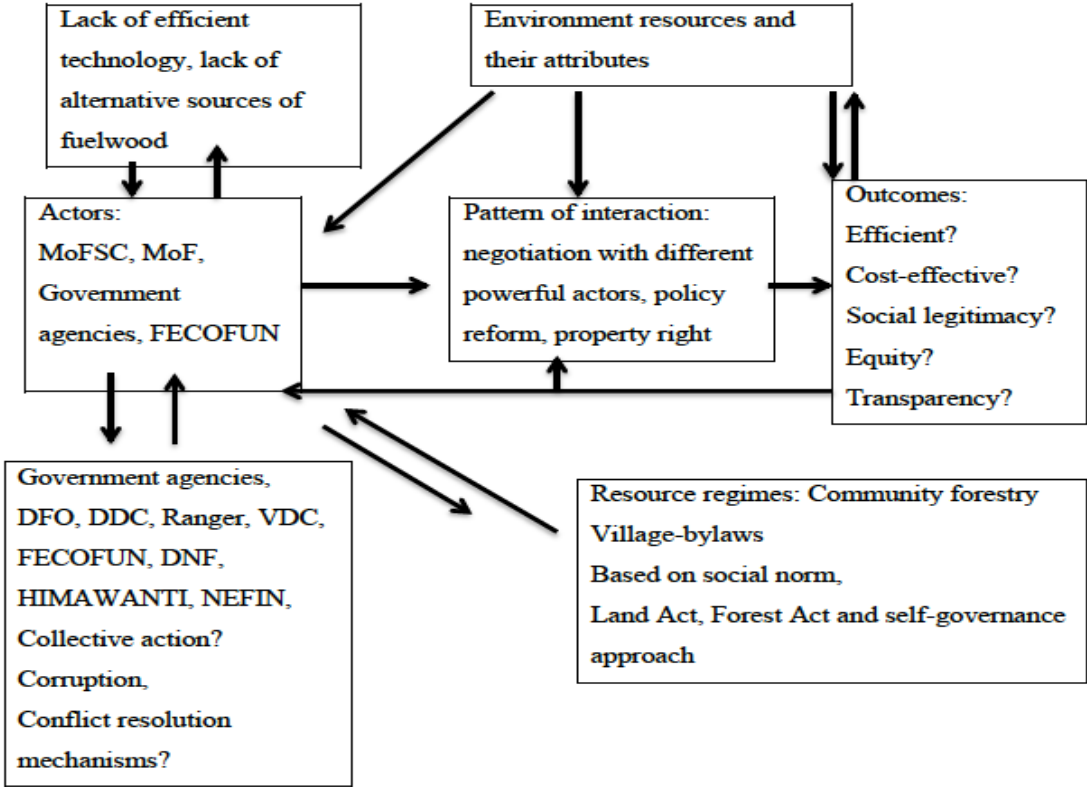 Lack of efficient
technology, lack of
alternative sources of
fuelwood
Environment resources and
their attributes
Actors:
MoFSC, MoF,
Government
agencies, FECOFUN
Pattern of interaction:
negotiation with different
powerful actors, policy
reform, property right
Outcomes:
Efficient?
Cost-effective?
Social legitimacy?
Equity?
Transparency?
Government agencies,
DFO, DDC, Ranger, VDC,
FECOFUN, DNF,
HIMAWANTI, NEFIN,
Collective action?
Corruption,
Conflict resolution
mechanisms?
Resource regimes: Community forestry
Village-bylaws
Based on social norm,
Land Act, Forest Act and self-governance
approach